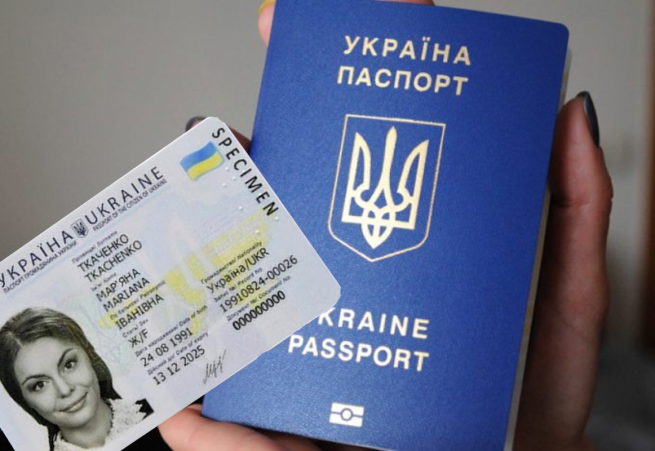 УКРАЇНА
ПАСПОРТ
KRAINE
PASSPORT
УКРАЇНА UKRAINE
ПАСПОРТ ГРОМАДЯНИНА УКРАЇНИ PASSPORT OF THE CITIZEN OF UKRAINE
SPECIMEN
Прізвище/ Surname
ТКАЧЕНКО
TKACHENKO
Ім'я/ Name
МАР'ЯНА
MARIANA
По батькові/ Patronymic
ІВАНІВНА
Стать/ Sex
Ж/F
Громадянство/ Nationality
Україна/UKR
Дата народження/ Date of birth
24 08 1991
Запис №/ Record No.
19910824-00026
Дійсний до/ Date of expiry
13 12 2025
Документ №/ Document No.
000000000